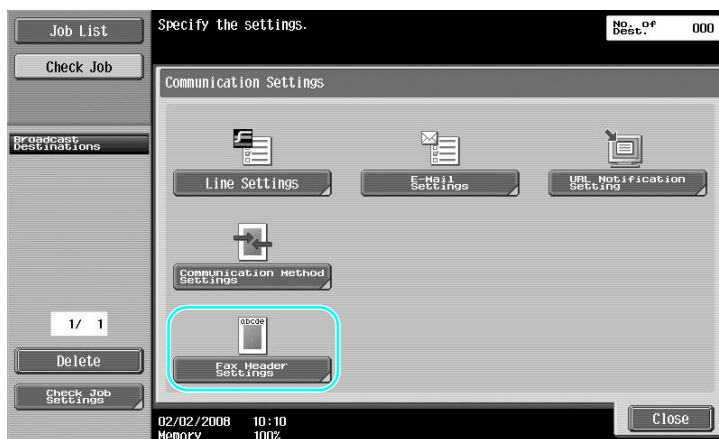 Job List
Check Job
Broadcast
Destinations
1/ 1
Delete
Check Job
Settings
Specify the settings.
No. of
Dest.
000
Communication Settings
Line Settings
E-Mail
Settings
URL Notification
Setting
Communication Method
Settings
abcde
Fax Header
Settings
02/02/2008 10:10
Memory 100%
Close